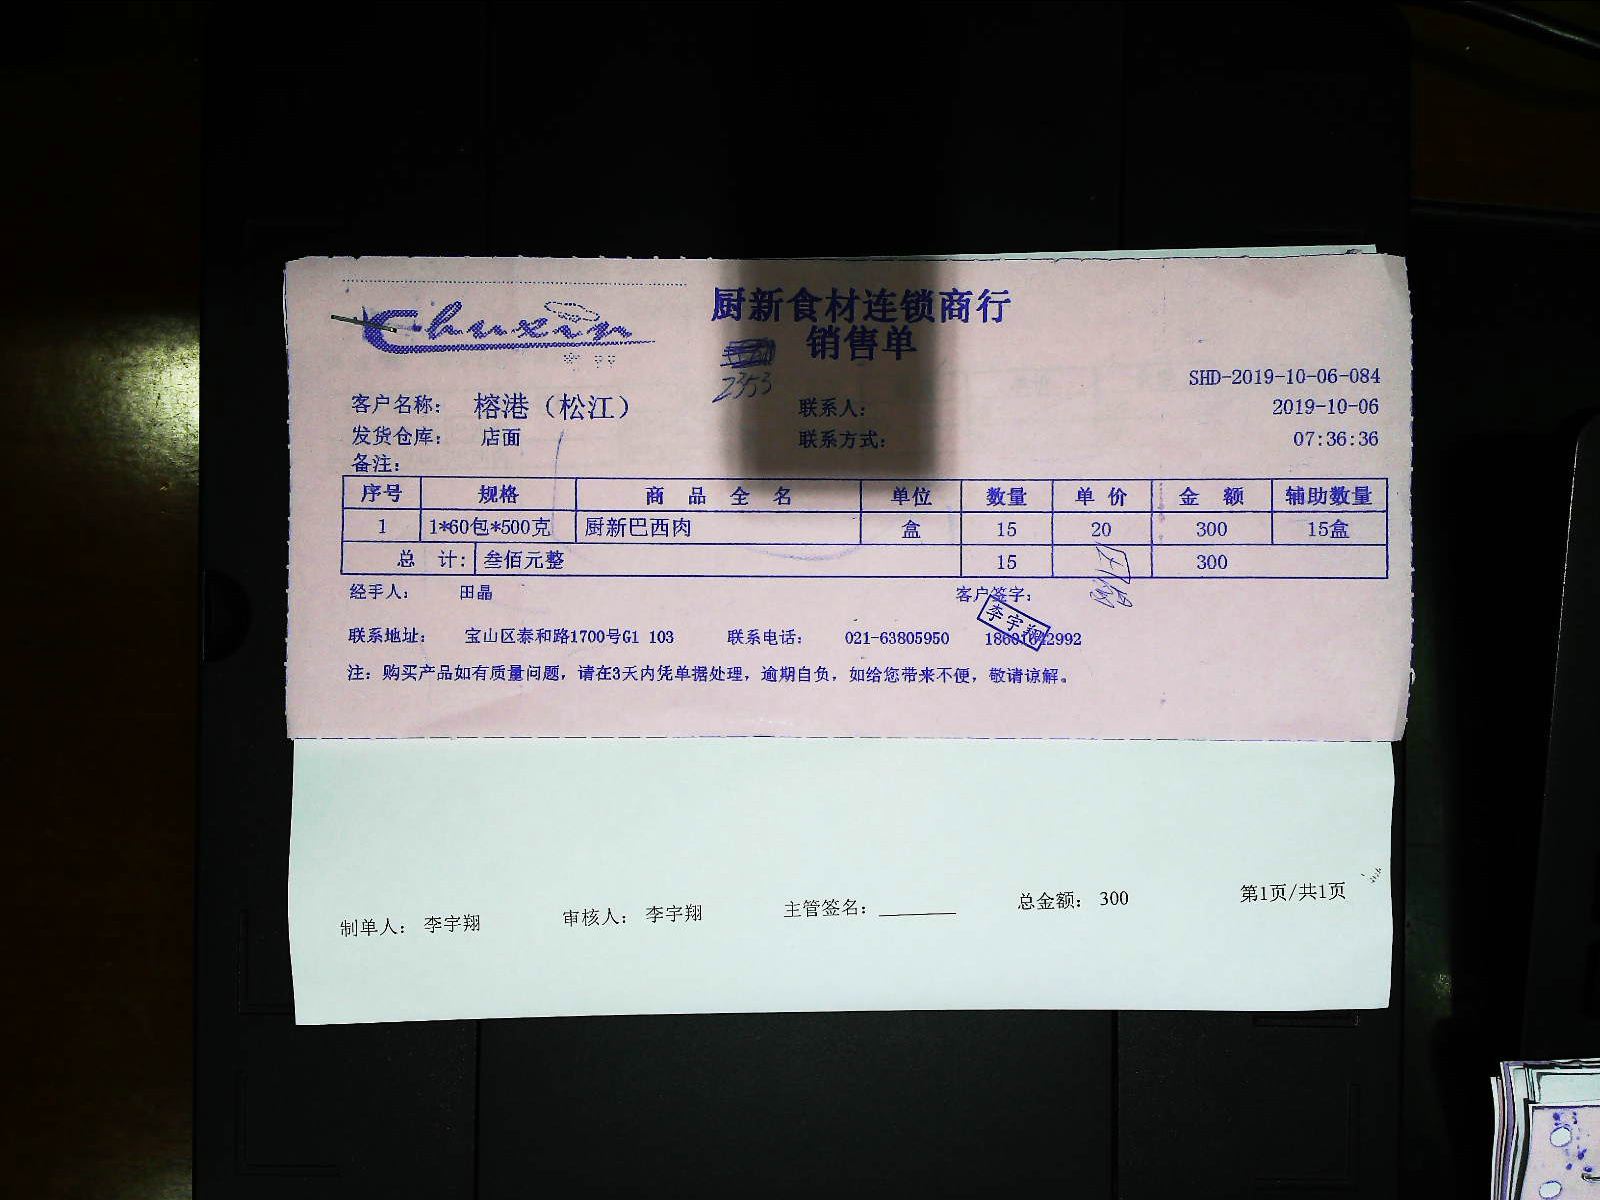 Chuxin
厨新食材连锁商行
销售单
2353
SHD-2019-10-06-084
客户名称: 榕港（松江） 联系人: 2019-10-06
发货仓库: 店面 联系方式: 07:36:36
备注:
序号 规格 商 品 全 名 单位 数量 单 价 金 额 辅助数量
1 1*60包*500克 厨新巴西肉 盒 15 20 300 15盒
总 计: 叁佰元整 15 300
经手人: 田晶 客户签字:
李宇翔
联系地址: 宝山区泰和路1700号G1 103 联系电话: 021-63805950
注: 购买产品如有质量问题, 请在3天内凭单据处理, 逾期自负, 如给您带来不便, 敬请谅解。
制单人: 李宇翔 审核人: 李宇翔 主管签名: 总金额: 300 第1页/共1页